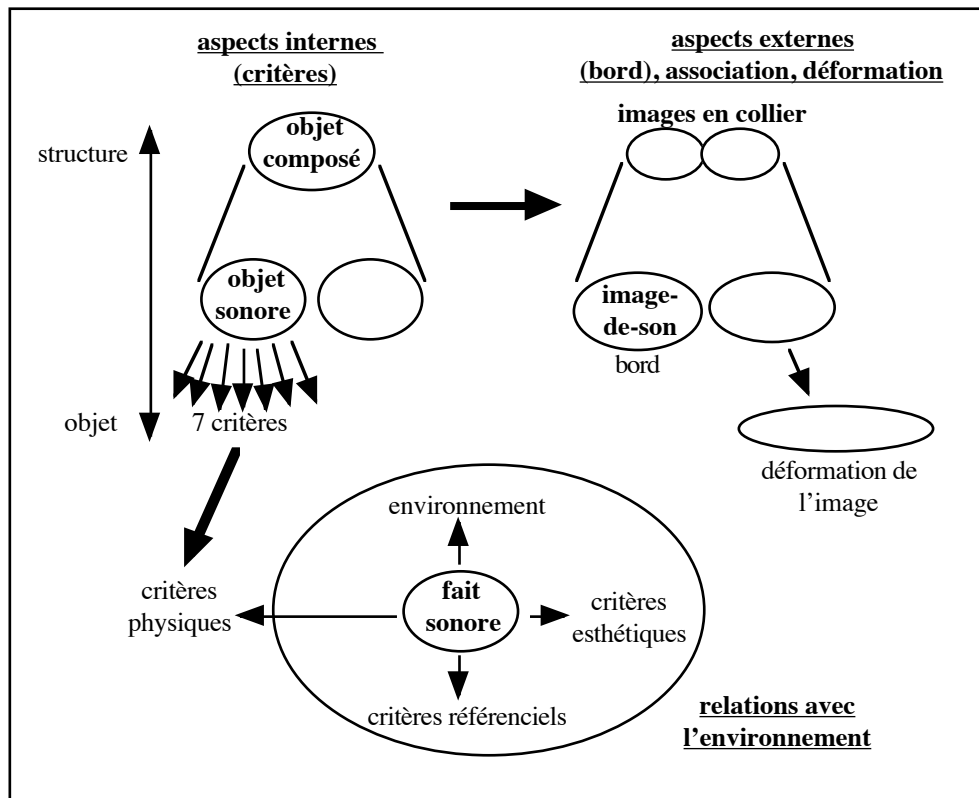 aspects internes
(critères)
aspects externes
(bord), association, déformation
images en collier
structure
objet
composé
objet
sonore
image-
de-son
bord
objet
7 critères
déformation de
l’image
environnement
critères
physiques
fait
sonore
critères
esthétiques
critères référenciels
relations avec
l’environnement